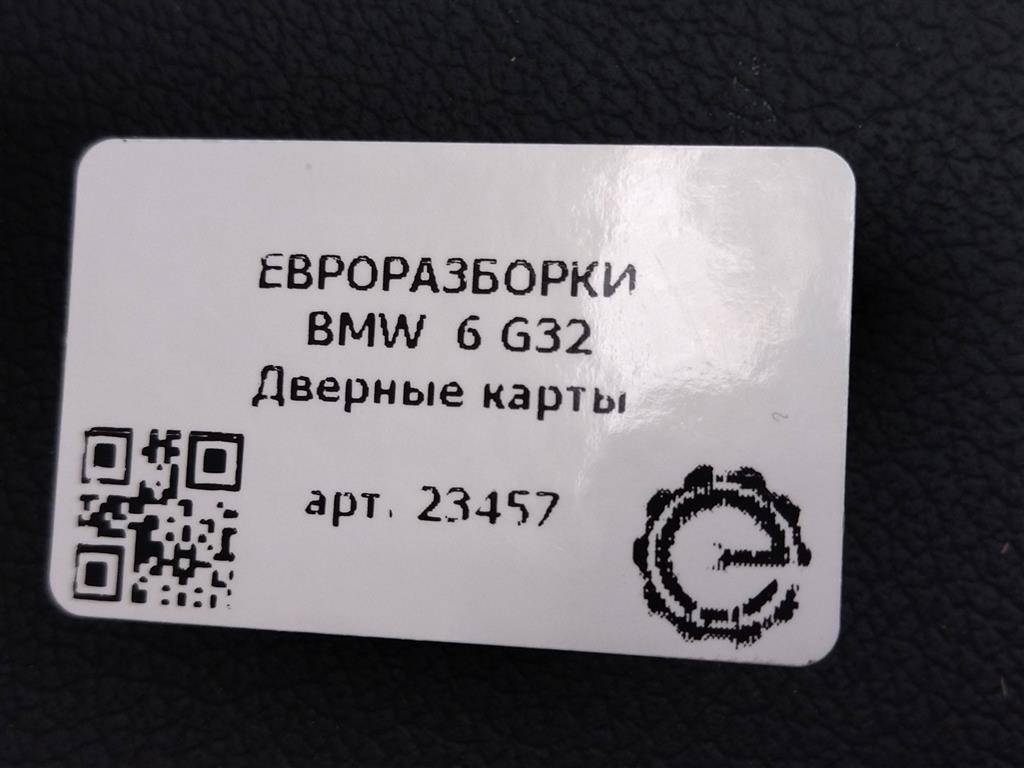 ЕВРОРАЗБОРКИ
BMW 6 G32
Дверные карты
арт. 23457